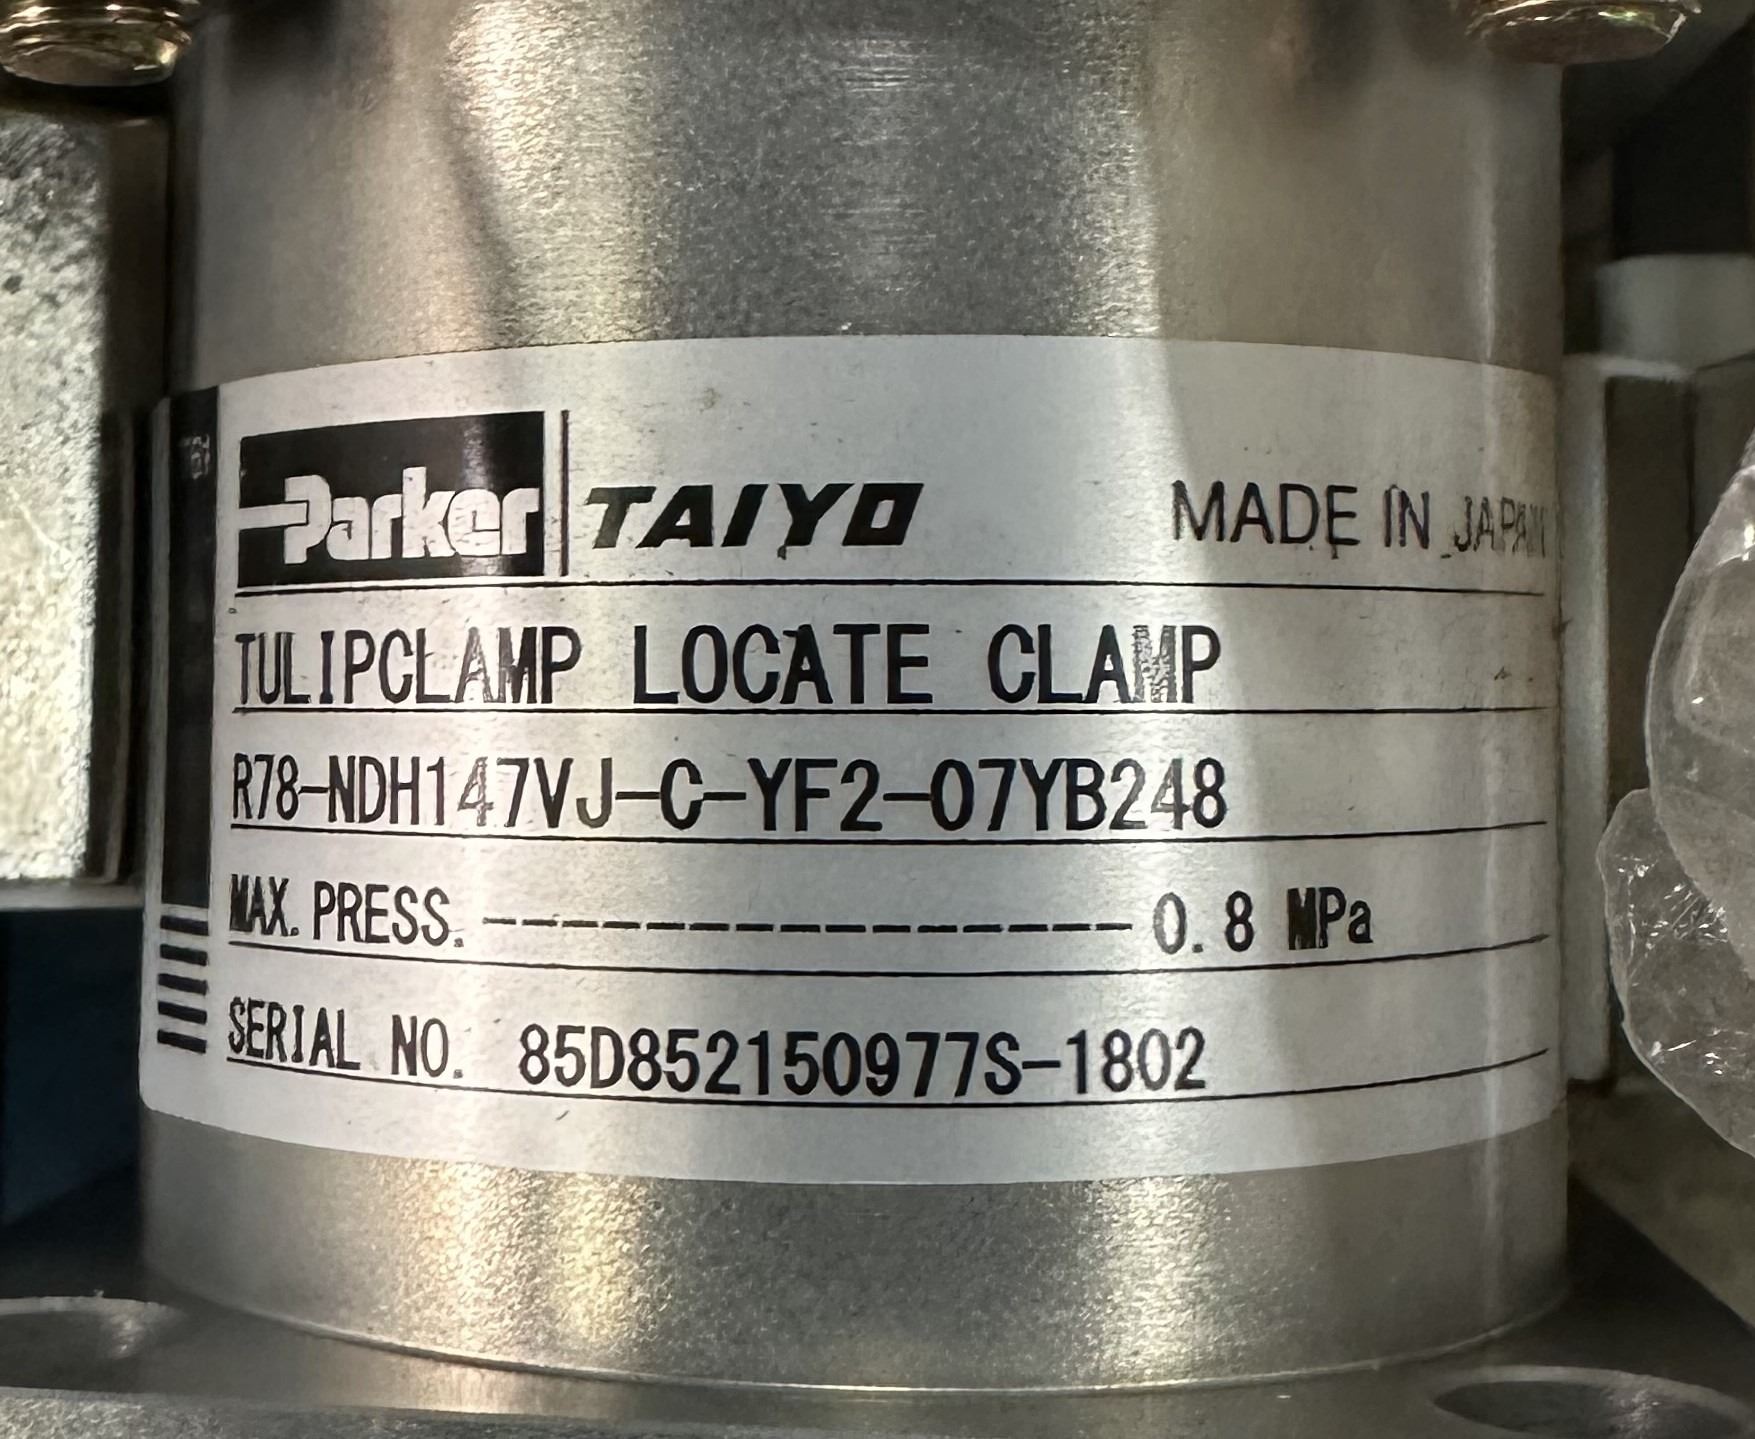 Parker TAIYO MADE IN JAPAN
TULIPCLAMP LOCATE CLAMP
R78-NDH147VJ-C-YF2-07YB248
MAX. PRESS. ----------------- 0.8 MPa
SERIAL NO. 85D852150977S-1802